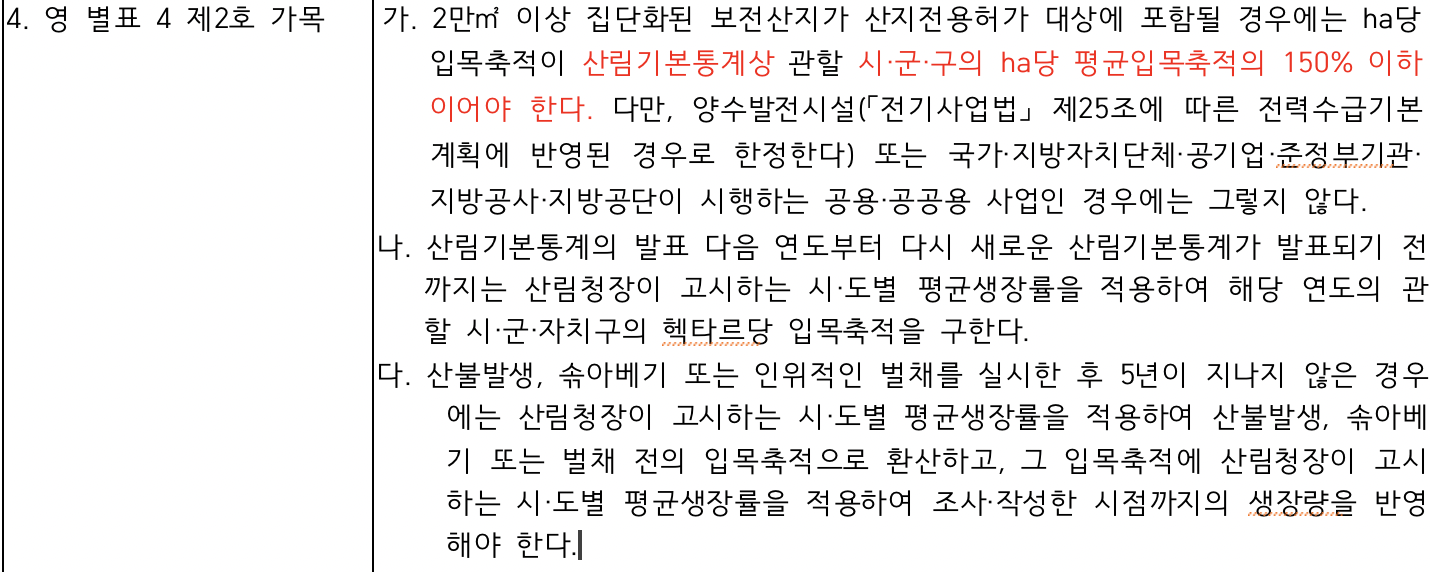 4. 영 별표 4 제2호 가목
가. 2만㎡ 이상 집단화된 보전산지가 산지전용허가 대상에 포함될 경우에는 ha당
입목축적이 산림기본통계상 관할 시·군·구의 ha당 평균입목축적의 150% 이하
이어야 한다. 다만, 양수발전시설(「전기사업법」 제25조에 따른 전력수급기본
계획에 반영된 경우로 한정한다) 또는 국가·지방자치단체·공기업·준정부기관·
지방공사·지방공단이 시행하는 공용·공공용 사업인 경우에는 그렇지 않다.
나. 산림기본통계의 발표 다음 연도부터 다시 새로운 산림기본통계가 발표되기 전
까지는 산림청장이 고시하는 시·도별 평균생장률을 적용하여 해당 연도의 관
할 시·군·자치구의 헥타르당 입목축적을 구한다.
다. 산불발생, 솎아베기 또는 인위적인 벌채를 실시한 후 5년이 지나지 않은 경우
에는 산림청장이 고시하는 시·도별 평균생장률을 적용하여 산불발생, 솎아베
기 또는 벌채 전의 입목축적으로 환산하고, 그 입목축적에 산림청장이 고시
하는 시·도별 평균생장률을 적용하여 조사·작성한 시점까지의 생장량을 반영
해야 한다.